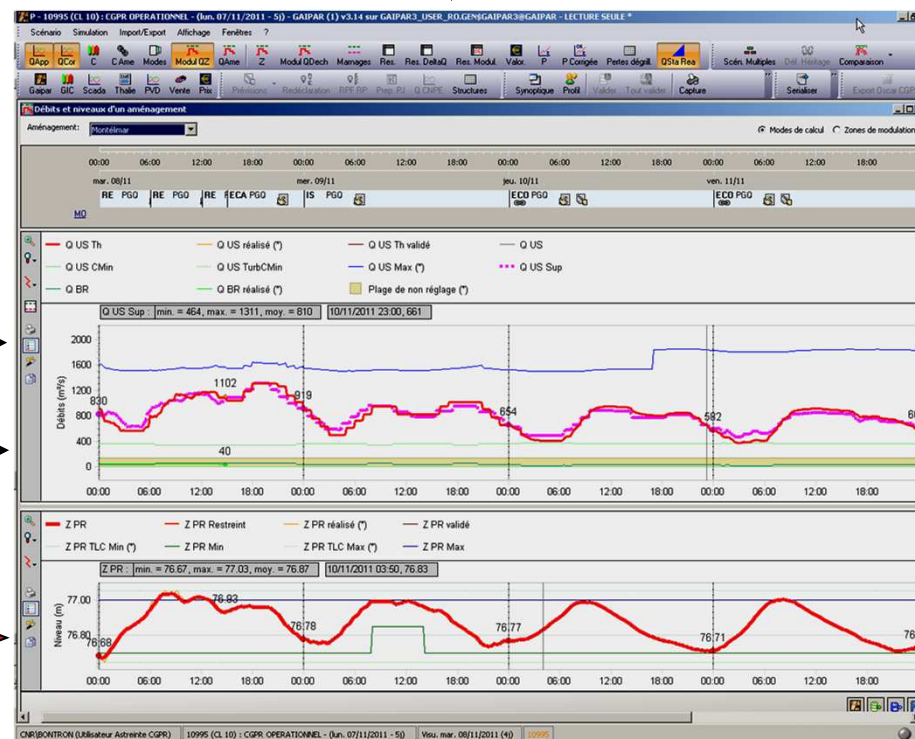 P - 10995 (CL 10) : CGPR OPERATIONNEL - (lun. 07/11/2011 - 5j) - GAIPAR (1) v3.14 sur GAIPAR3_USER_RO.GEN$GAIPAR3@GAIPAR - LECTURE SEULE *
Scénario Simulation Import/Export Affichage Fenêtres ?
QApp QCor C C Ame Modes Modul QZ QAme Z Modul QDech Marnages Res. Res. DeltaQ Res. Modul. Valor. P P Corrigée Pertes dégrill. QSta Rea Scén. Multiples Dél. Héritage Comparaison
Gaipar GIC Scada Thalie PVD Vente Prix Prévisions Redéclaration RPF RP Prep. PJ Q CNPE Structures Synoptique Profil Valider Tout valider Capture Serialiser Export Oscar CGP
Débits et niveaux d'un aménagement
Aménagement: Montélimar Modes de calcul Zones de modulation
00:00 06:00 12:00 18:00 00:00 06:00 12:00 18:00 00:00 06:00 12:00 18:00 00:00 06:00 12:00 18:00
mar. 08/11 mer. 09/11 jeu. 10/11 ven. 11/11
RE PGO RE PGO RE ECA PGO IS PGO ECO PGO ECO PGO
MO
Q US Th Q US réalisé (*) Q US Th validé Q US
Q US CMin Q US TurbCMin Q US Max (*) Q US Sup
Q BR Q BR réalisé (*) Plage de non réglage (*)
Q US Sup : min. = 464, max. = 1311, moy. = 810 10/11/2011 23:00, 661
Débits (m³/s)
2000
1600
1200
800
400
0
830
1102
919
654
582
40
00:00 06:00 12:00 18:00 00:00 06:00 12:00 18:00 00:00 06:00 12:00 18:00 00:00 06:00 12:00 18:00
Z PR Z PR Restreint Z PR réalisé (*) Z PR validé
Z PR TLC Min (*) Z PR Min Z PR TLC Max (*) Z PR Max
Z PR : min. = 76.67, max. = 77.03, moy. = 76.87 10/11/2011 03:50, 76.83
Niveau (m)
77.00
76.80
76.68
76.93
76.78
76.77
76.71
00:00 06:00 12:00 18:00 00:00 06:00 12:00 18:00 00:00 06:00 12:00 18:00 00:00 06:00 12:00 18:00
CNR\BONTRON (Utilisateur Astreinte CGPR) 10995 (CL 10) : CGPR OPERATIONNEL - (lun. 07/11/2011 - 5j) Visu. mar. 08/11/2011 (4j) 10995